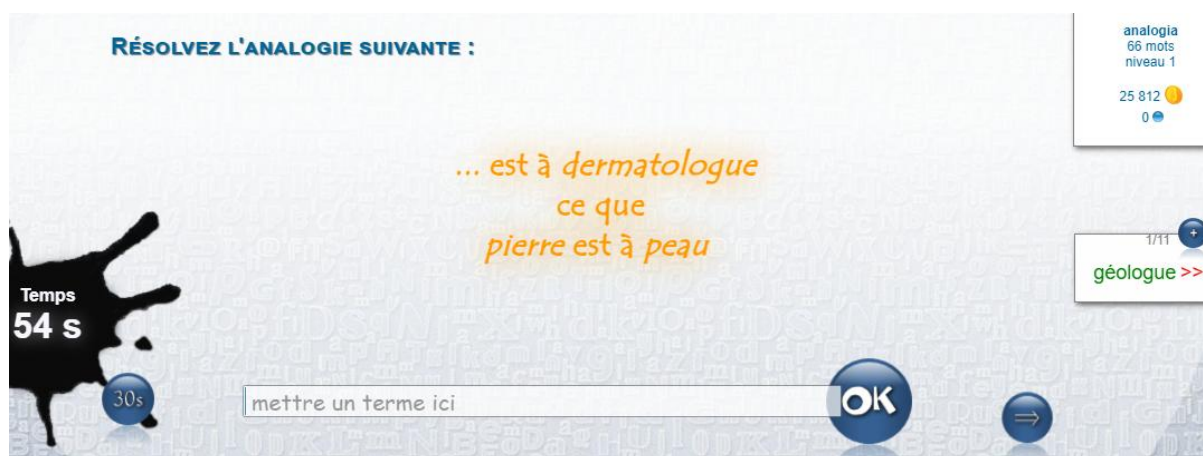 Résolvez l'analogie suivante :
analogia
66 mots
niveau 1
25 812
0
... est à dermatologue
ce que
pierre est à peau
1/11 +
géologue >>
Temps
54 s
30s
mettre un terme ici
OK
⇒